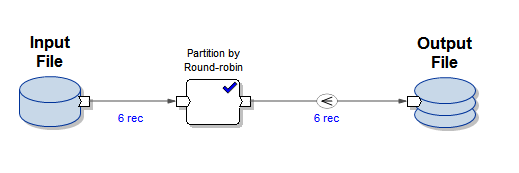 Input
File
Partition by
Round-robin
Output
File
6 rec
6 rec